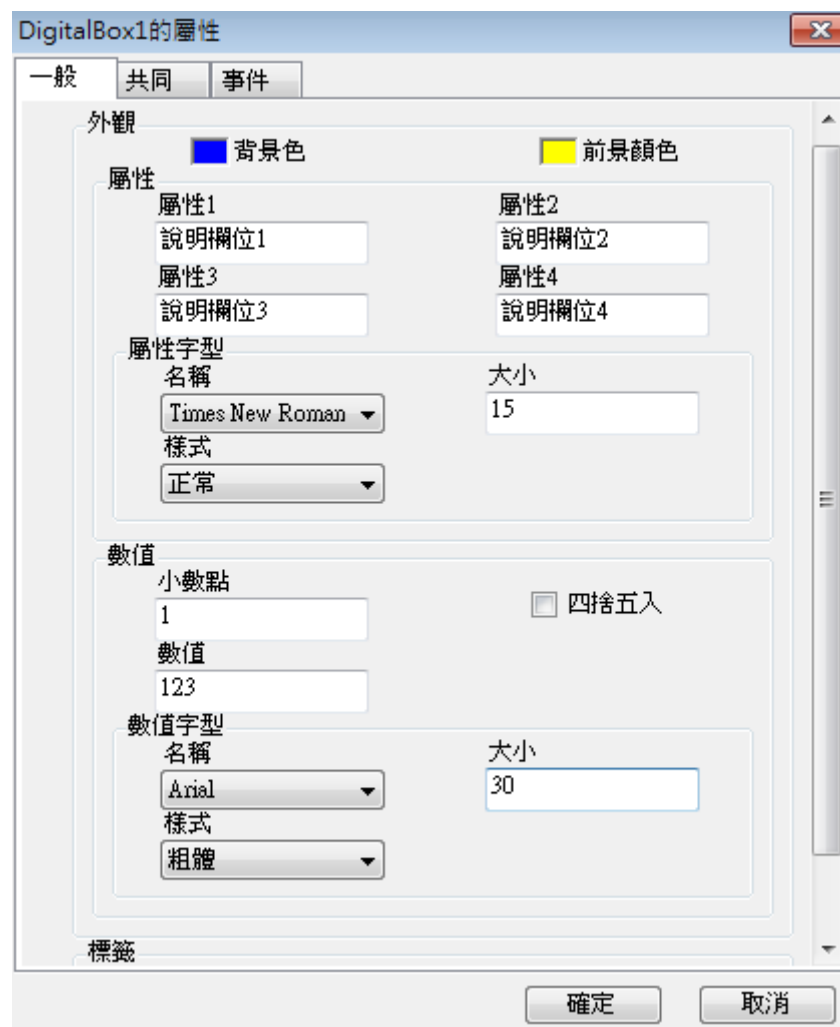 DigitalBox1的屬性
一般 共同 事件
外觀
背景色 前景顏色
屬性
屬性1 屬性2
說明欄位1 說明欄位2
屬性3 屬性4
說明欄位3 說明欄位4
屬性字型
名稱 大小
Times New Roman 15
樣式
正常
數值
小數點
1 四捨五入
數值
123
數值字型
名稱 大小
Arial 30
樣式
粗體
標籤
確定 取消